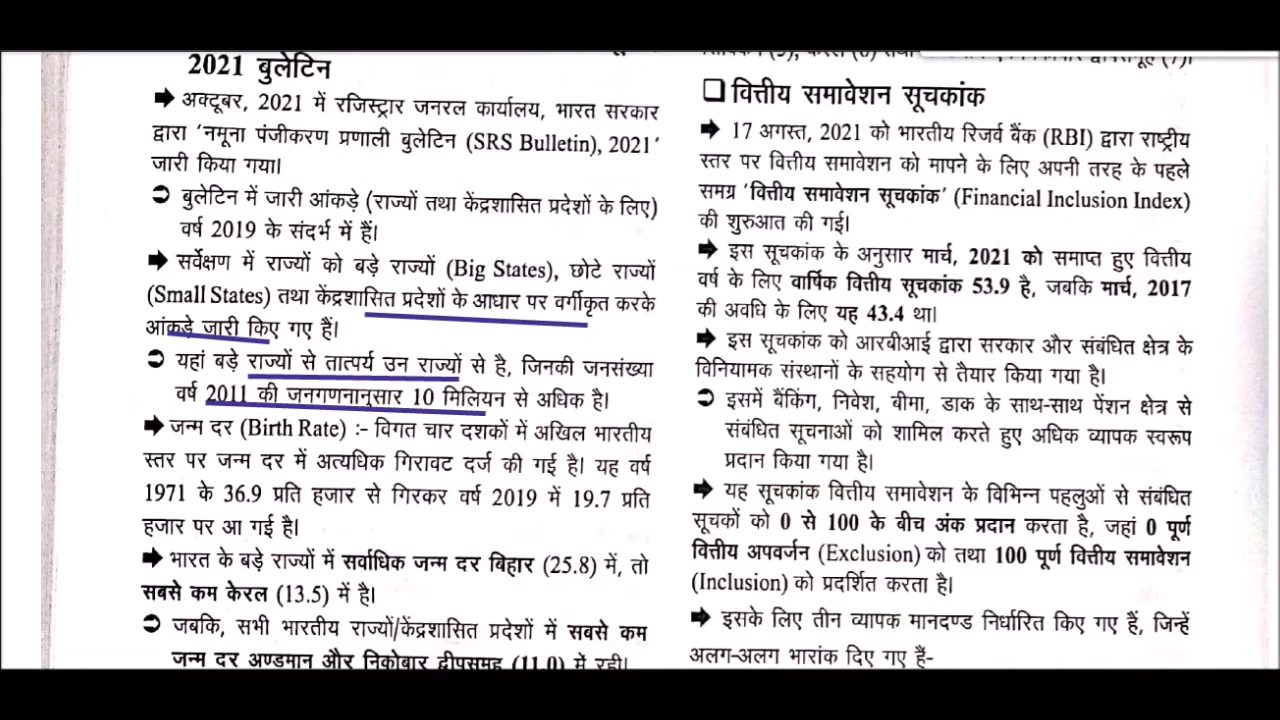 2021 बुलेटिन
➡ अक्टूबर, 2021 में रजिस्ट्रार जनरल कार्यालय, भारत सरकार
द्वारा 'नमूना पंजीकरण प्रणाली बुलेटिन (SRS Bulletin), 2021'
जारी किया गया।
➲ बुलेटिन में जारी आंकड़े (राज्यों तथा केंद्रशासित प्रदेशों के लिए)
वर्ष 2019 के संदर्भ में हैं।
➡ सर्वेक्षण में राज्यों को बड़े राज्यों (Big States), छोटे राज्यों
(Small States) तथा केंद्रशासित प्रदेशों के आधार पर वर्गीकृत करके
आंकड़े जारी किए गए हैं।
➲ यहां बड़े राज्यों से तात्पर्य उन राज्यों से है, जिनकी जनसंख्या
वर्ष 2011 की जनगणनानुसार 10 मिलियन से अधिक है।
➡ जन्म दर (Birth Rate) :- विगत चार दशकों में अखिल भारतीय
स्तर पर जन्म दर में अत्यधिक गिरावट दर्ज की गई है। यह वर्ष
1971 के 36.9 प्रति हजार से गिरकर वर्ष 2019 में 19.7 प्रति
हजार पर आ गई है।
➡ भारत के बड़े राज्यों में सर्वाधिक जन्म दर बिहार (25.8) में, तो
सबसे कम केरल (13.5) में है।
➲ जबकि, सभी भारतीय राज्यों/केंद्रशासित प्रदेशों में सबसे कम
जन्म दर अण्डमान और निकोबार द्वीपसमूह (11.0) में रही।
❑ वित्तीय समावेशन सूचकांक
➡ 17 अगस्त, 2021 को भारतीय रिजर्व बैंक (RBI) द्वारा राष्ट्रीय
स्तर पर वित्तीय समावेशन को मापने के लिए अपनी तरह के पहले
समग्र 'वित्तीय समावेशन सूचकांक' (Financial Inclusion Index)
की शुरुआत की गई।
➡ इस सूचकांक के अनुसार मार्च, 2021 को समाप्त हुए वित्तीय
वर्ष के लिए वार्षिक वित्तीय सूचकांक 53.9 है, जबकि मार्च, 2017
की अवधि के लिए यह 43.4 था।
➡ इस सूचकांक को आरबीआई द्वारा सरकार और संबंधित क्षेत्र के
विनियामक संस्थानों के सहयोग से तैयार किया गया है।
➲ इसमें बैंकिंग, निवेश, बीमा, डाक के साथ-साथ पेंशन क्षेत्र से
संबंधित सूचनाओं को शामिल करते हुए अधिक व्यापक स्वरूप
प्रदान किया गया है।
➡ यह सूचकांक वित्तीय समावेशन के विभिन्न पहलुओं से संबंधित
सूचकों को 0 से 100 के बीच अंक प्रदान करता है, जहां 0 पूर्ण
वित्तीय अपवर्जन (Exclusion) को तथा 100 पूर्ण वित्तीय समावेशन
(Inclusion) को प्रदर्शित करता है।
➡ इसके लिए तीन व्यापक मानदण्ड निर्धारित किए गए हैं, जिन्हें
अलग-अलग भारांक दिए गए हैं-